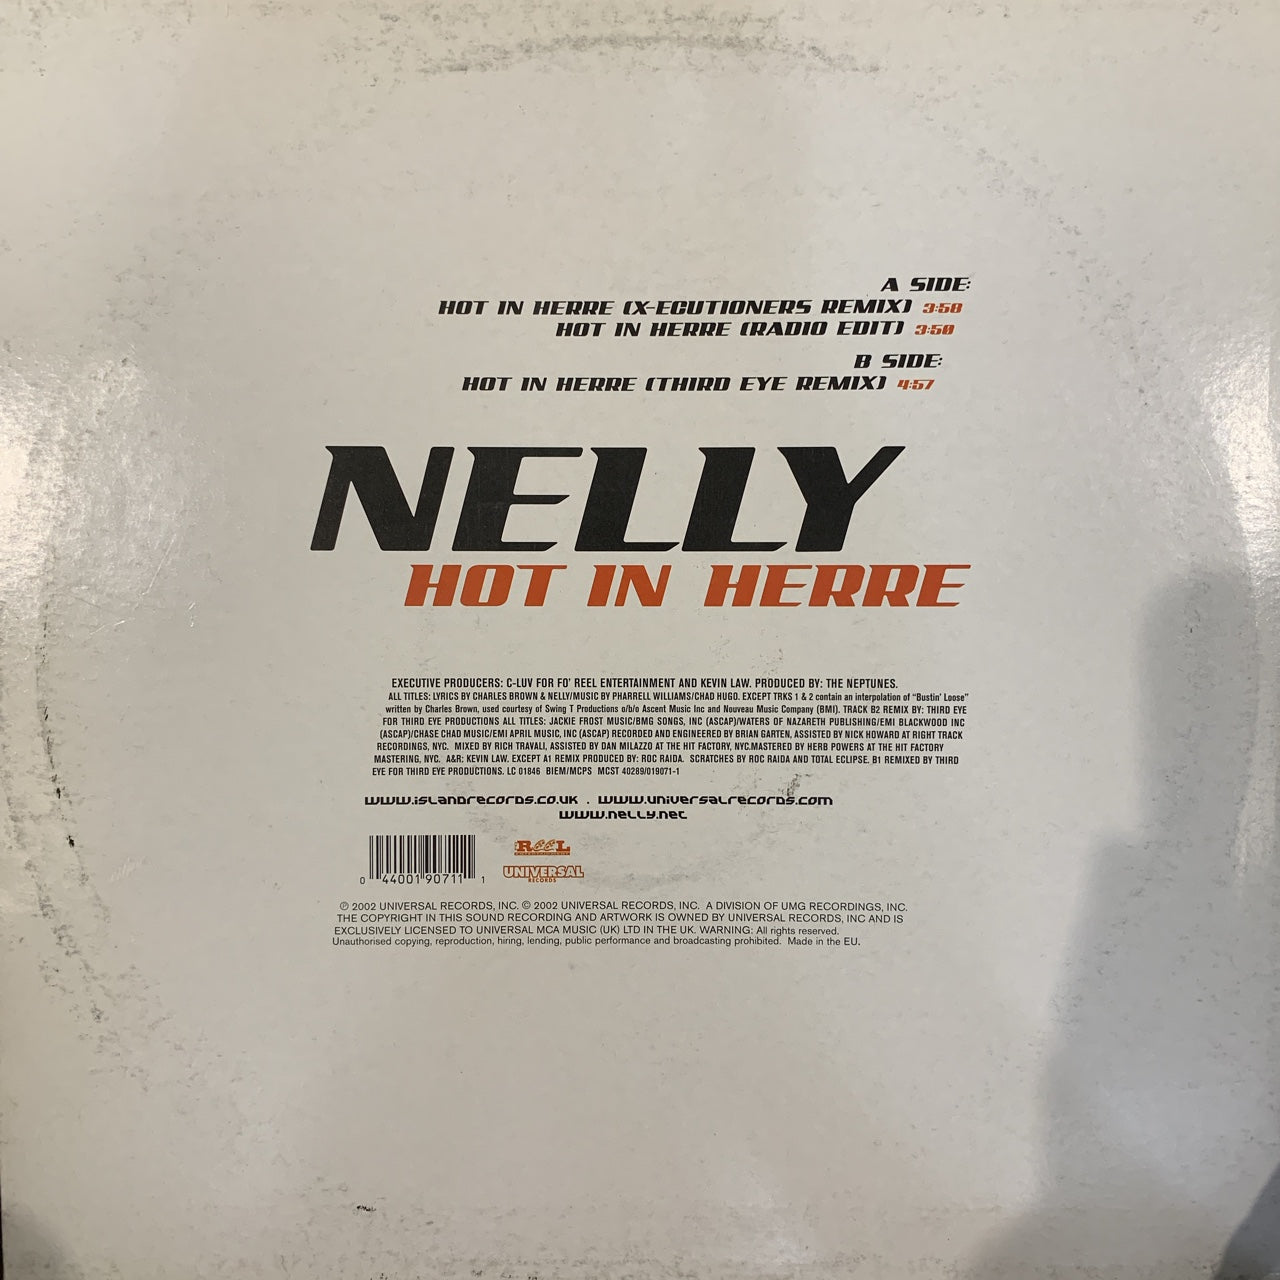 A SIDE:
HOT IN HERRE (X-ECUTIONERS REMIX) 3:58
HOT IN HERRE (RADIO EDIT) 3:50
B SIDE:
HOT IN HERRE (THIRD EYE REMIX) 4:57
NELLY
HOT IN HERRE
EXECUTIVE PRODUCERS: C-LUV FOR FO' REEL ENTERTAINMENT AND KEVIN LAW. PRODUCED BY: THE NEPTUNES.
ALL TITLES: LYRICS BY CHARLES BROWN & NELLY/MUSIC BY PHARRELL WILLIAMS/CHAD HUGO. EXCEPT TRKS 1 & 2 contain an interpolation of "Bustin' Loose"
written by Charles Brown, used courtesy of Swing T Productions o/b/o Ascent Music Inc and Nouveau Music Company (BMI). TRACK B2 REMIX BY: THIRD EYE
FOR THIRD EYE PRODUCTIONS ALL TITLES: JACKIE FROST MUSIC/BMG SONGS, INC (ASCAP)/WATERS OF NAZARETH PUBLISHING/EMI BLACKWOOD INC
(ASCAP)/CHASE CHAD MUSIC/EMI APRIL MUSIC, INC (ASCAP) RECORDED AND ENGINEERED BY BRIAN GARTEN, ASSISTED BY NICK HOWARD AT RIGHT TRACK
RECORDINGS, NYC. MIXED BY RICH TRAVALI, ASSISTED BY DAN MILAZZO AT THE HIT FACTORY, NYC.MASTERED BY HERB POWERS AT THE HIT FACTORY
MASTERING, NYC. A&R: KEVIN LAW. EXCEPT A1 REMIX PRODUCED BY: ROC RAIDA. SCRATCHES BY ROC RAIDA AND TOTAL ECLIPSE. B1 REMIXED BY THIRD
EYE FOR THIRD EYE PRODUCTIONS. LC 01846 BIEM/MCPS MCST 40289/019071-1
www.islandrecords.co.uk . www.universalrecords.com
www.nelly.net
REEL
ENTERTAINMENT
UNIVERSAL
RECORDS
0 44001 90711 1
℗ 2002 UNIVERSAL RECORDS, INC. © 2002 UNIVERSAL RECORDS, INC. A DIVISION OF UMG RECORDINGS, INC.
THE COPYRIGHT IN THIS SOUND RECORDING AND ARTWORK IS OWNED BY UNIVERSAL RECORDS, INC AND IS
EXCLUSIVELY LICENSED TO UNIVERSAL MCA MUSIC (UK) LTD IN THE UK. WARNING: All rights reserved.
Unauthorised copying, reproduction, hiring, lending, public performance and broadcasting prohibited. Made in the EU.